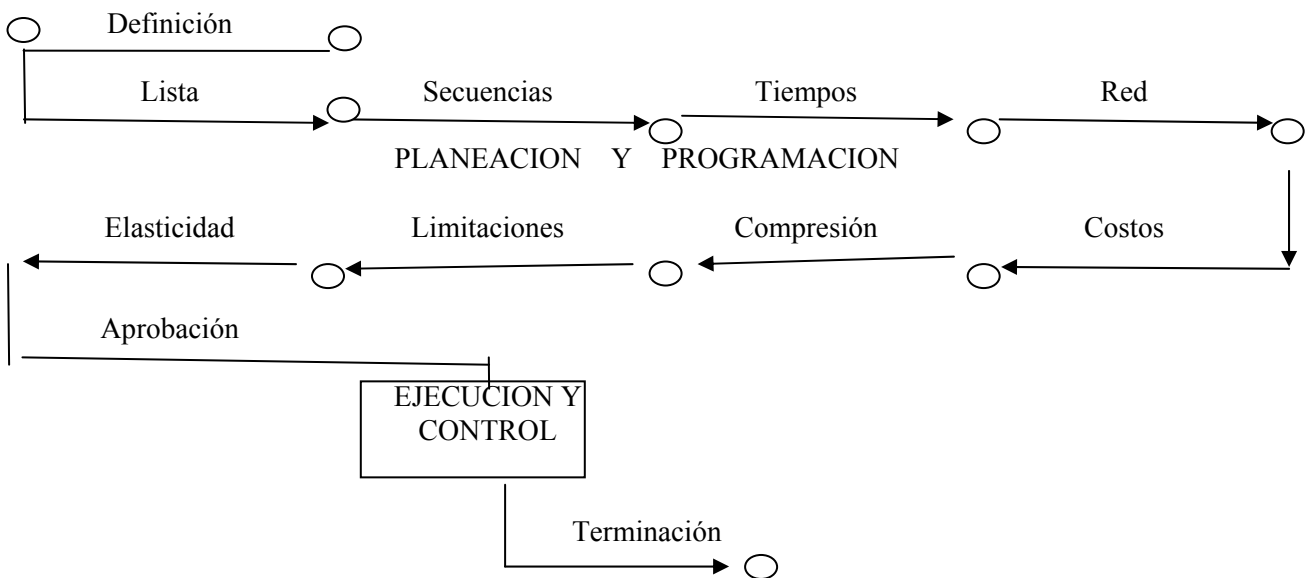 Definición
Lista Secuencias Tiempos Red
PLANEACION Y PROGRAMACION
Elasticidad Limitaciones Compresión Costos
Aprobación
EJECUCION Y
CONTROL
Terminación